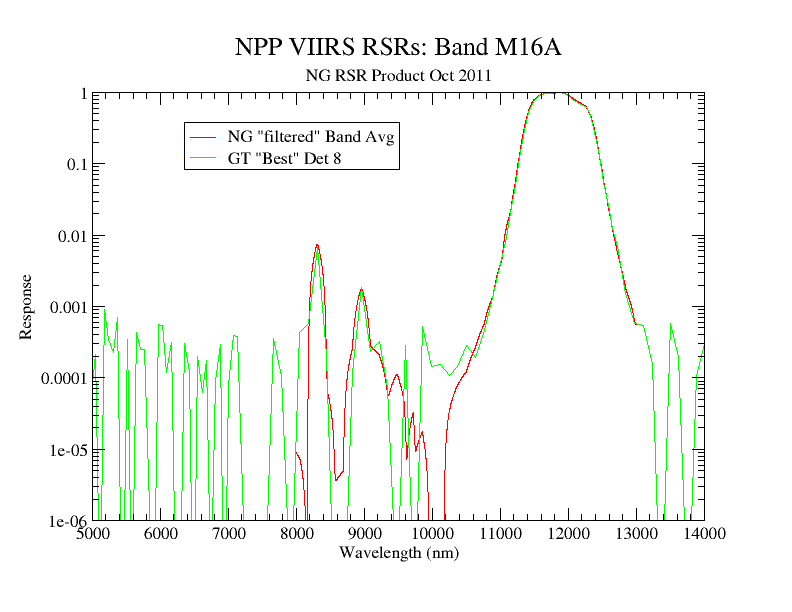 NPP VIIRS RSRs: Band M16A
NG RSR Product Oct 2011
NG "filtered" Band Avg
GT "Best" Det 8
Response
1
0.1
0.01
0.001
0.0001
1e-05
1e-06
5000 6000 7000 8000 9000 10000 11000 12000 13000 14000
Wavelength (nm)